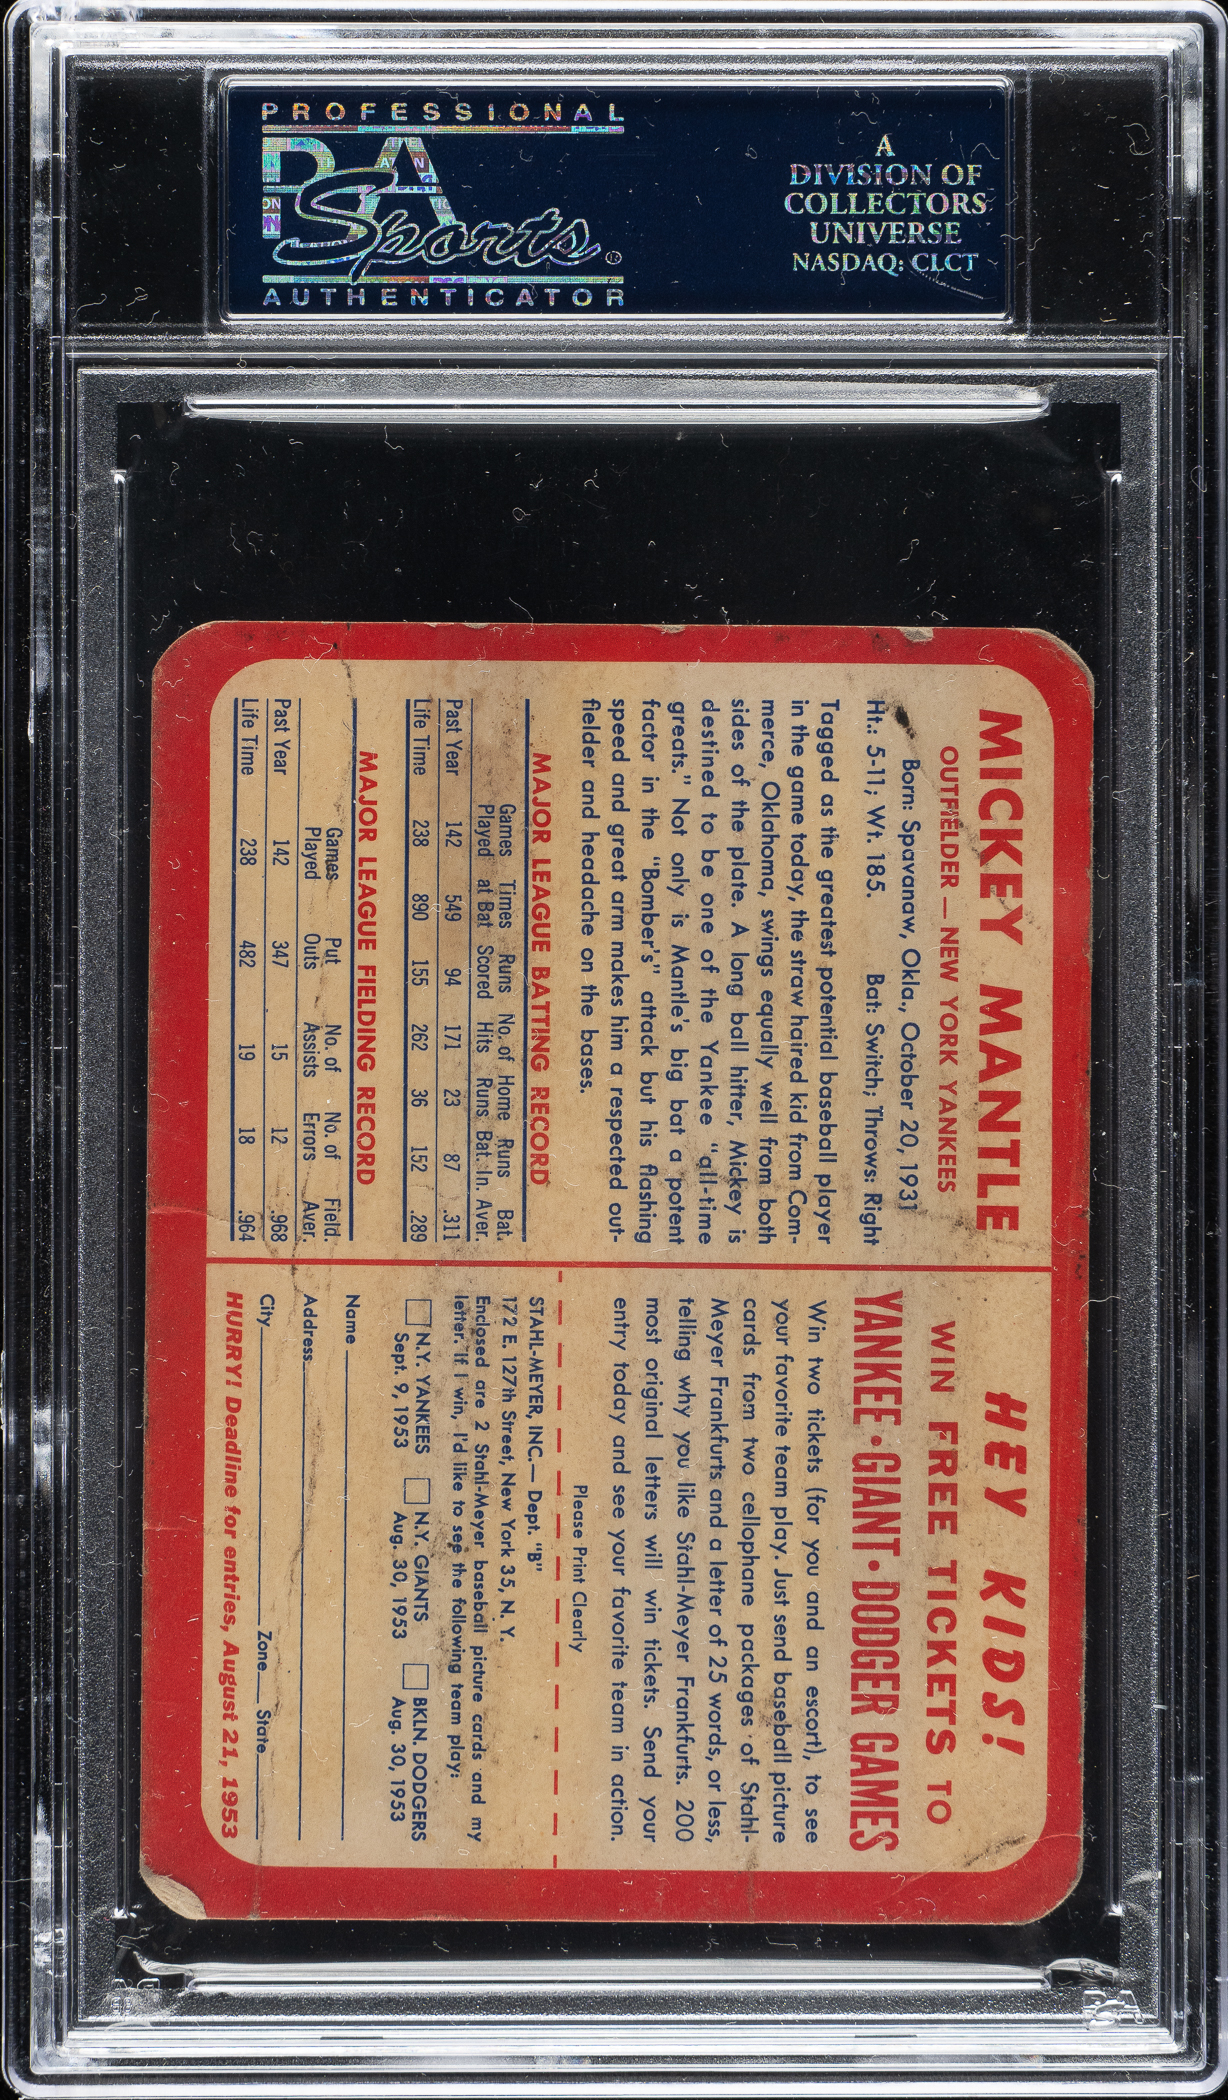 PROFESSIONAL
PSA
Sports
AUTHENTICATOR
A
DIVISION OF
COLLECTORS
UNIVERSE
NASDAQ: CLCT
MICKEY MANTLE
OUTFIELDER — NEW YORK YANKEES
Born: Spavanaw, Okla., October 20, 1931
Ht.: 5-11; Wt. 185. Bat: Switch; Throws: Right
Tagged as the greatest potential baseball player
in the game today, the straw haired kid from Com-
merce, Oklahoma, swings equally well from both
sides of the plate. A long ball hitter, Mickey is
destined to be one of the Yankee "all-time
greats." Not only is Mantle's big bat a potent
factor in the "Bomber's" attack but his flashing
speed and great arm makes him a respected out-
fielder and headache on the bases.
MAJOR LEAGUE BATTING RECORD
Games Times Runs No. of Home Runs Bat.
Played at Bat Scored Hits Runs Bat. In. Aver.
Past Year 142 549 94 171 23 87 .311
Life Time 238 890 155 262 36 152 .289
MAJOR LEAGUE FIELDING RECORD
Games Put No. of No. of Field.
Played Outs Assists Errors Aver.
Past Year 142 347 15 12 .968
Life Time 238 482 19 18 .964
HEY KIDS!
WIN FREE TICKETS TO
YANKEE • GIANT • DODGER GAMES
Win two tickets (for you and an escort), to see
your favorite team play. Just send baseball picture
cards from two cellophane packages of Stahl-
Meyer Frankfurts and a letter of 25 words, or less,
telling why you like Stahl-Meyer Frankfurts. 200
most original letters will win tickets. Send your
entry today and see your favorite team in action.
Please Print Clearly
STAHL-MEYER, INC.— Dept. "B"
172 E. 127th Street, New York 35, N. Y.
Enclosed are 2 Stahl-Meyer baseball picture cards and my
letter. If I win, I'd like to see the following team play:
N.Y. YANKEES N.Y. GIANTS BKLN. DODGERS
Sept. 9, 1953 Aug. 30, 1953 Aug. 30, 1953
Name
Address
City Zone State
HURRY! Deadline for entries, August 21, 1953
PSA